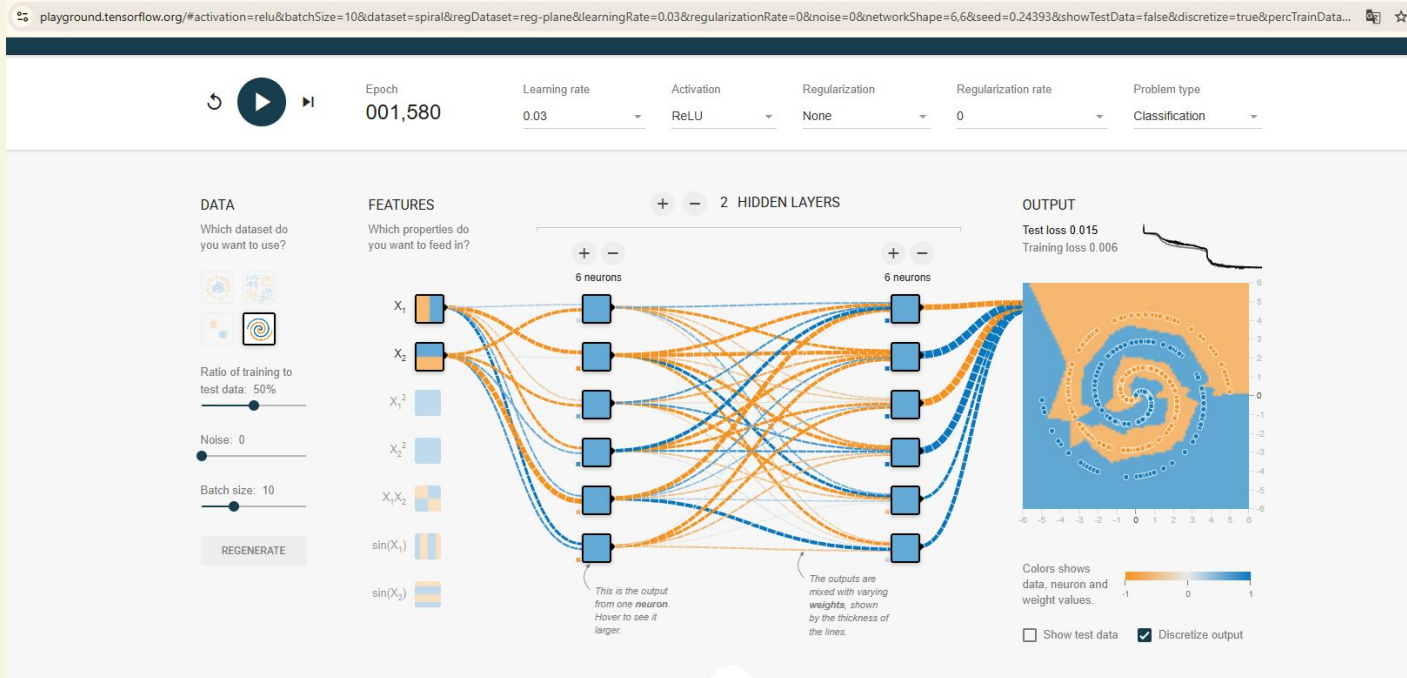 playground.tensorflow.org/#activation=relu&batchSize=10&dataset=spiral&regDataset=reg-plane&learningRate=0.03&regularizationRate=0&noise=0&networkShape=6,6&seed=0.24393&showTestData=false&discretize=true&percTrainData...
Epoch
001,580
Learning rate
0.03
Activation
ReLU
Regularization
None
Regularization rate
0
Problem type
Classification
DATA
Which dataset do
you want to use?
Ratio of training to
test data: 50%
Noise: 0
Batch size: 10
REGENERATE
FEATURES
Which properties do
you want to feed in?
X₁
X₂
X₁²
X₂²
X₁X₂
sin(X₁)
sin(X₂)
+ − 2 HIDDEN LAYERS
+ −
6 neurons
+ −
6 neurons
This is the output
from one neuron.
Hover to see it
larger.
The outputs are
mixed with varying
weights, shown
by the thickness of
the lines.
OUTPUT
Test loss 0.015
Training loss 0.006
6
5
4
3
2
1
0
-1
-2
-3
-4
-5
-6
-6 -5 -4 -3 -2 -1 0 1 2 3 4 5 6
Colors shows
data, neuron and
weight values.
-1 0 1
Show test data
Discretize output